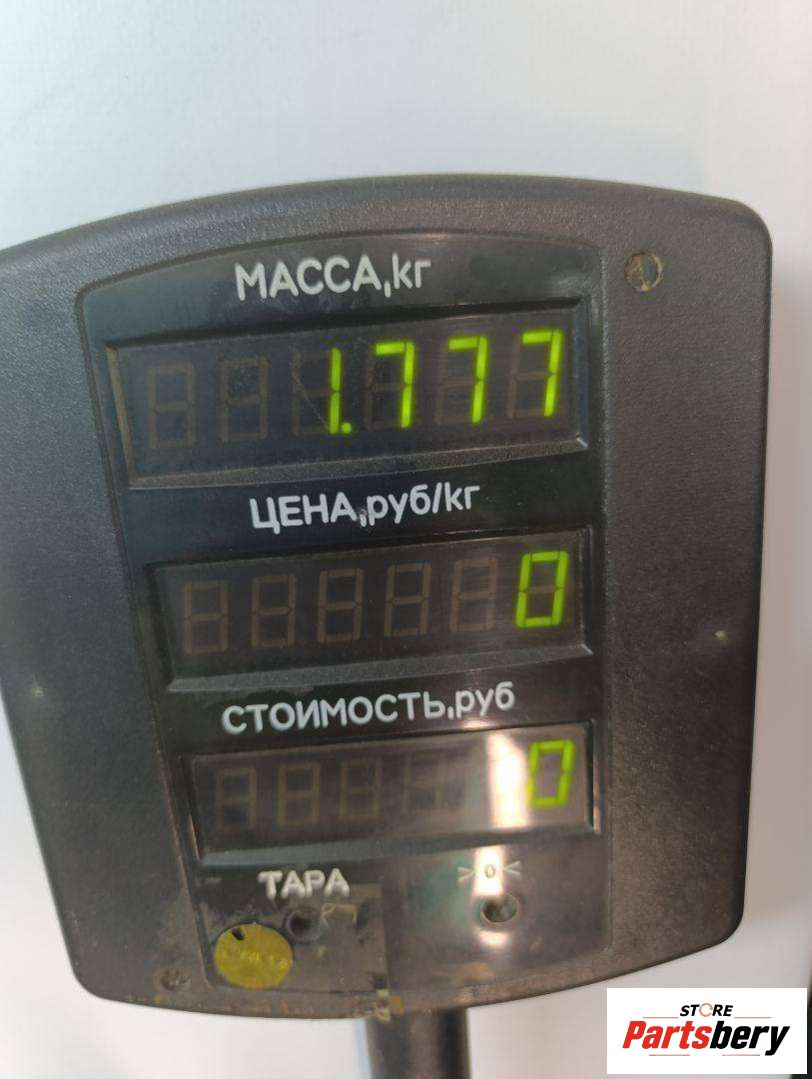 МАССА,кг
1.777
ЦЕНА,руб/кг
0
СТОИМОСТЬ,руб
0
ТАРА
>0<
STORE
Partsbery